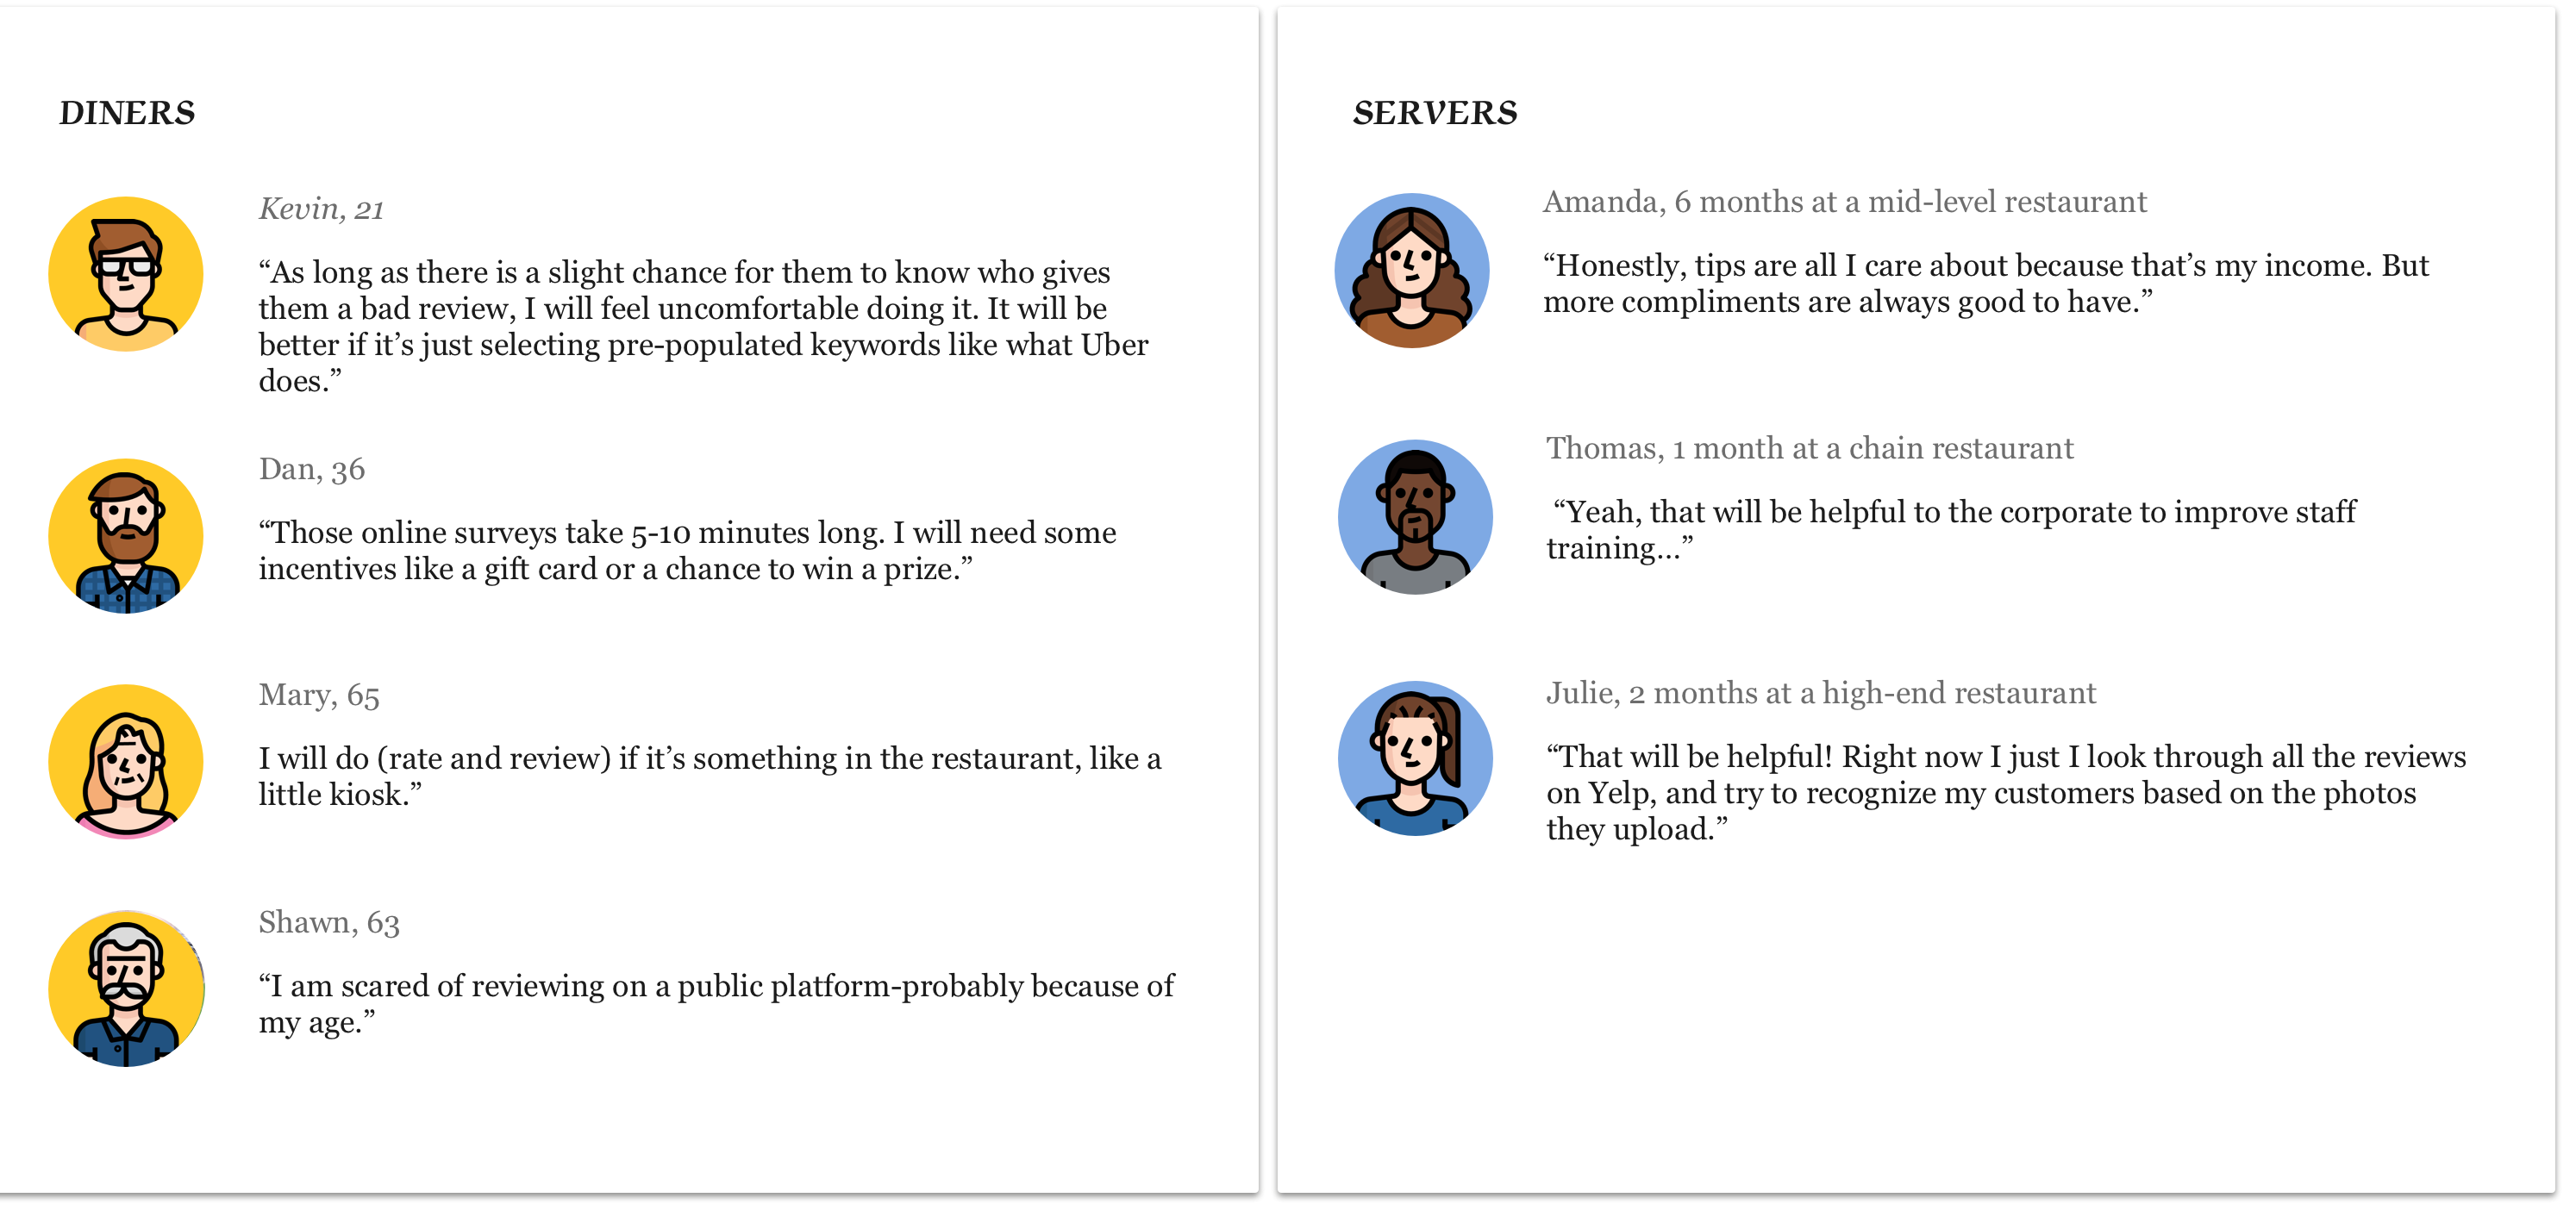 DINERS
Kevin, 21
“As long as there is a slight chance for them to know who gives
them a bad review, I will feel uncomfortable doing it. It will be
better if it’s just selecting pre-populated keywords like what Uber
does.”
Dan, 36
“Those online surveys take 5-10 minutes long. I will need some
incentives like a gift card or a chance to win a prize.”
Mary, 65
I will do (rate and review) if it’s something in the restaurant, like a
little kiosk.”
Shawn, 63
“I am scared of reviewing on a public platform-probably because of
my age.”
SERVERS
Amanda, 6 months at a mid-level restaurant
“Honestly, tips are all I care about because that’s my income. But
more compliments are always good to have.”
Thomas, 1 month at a chain restaurant
“Yeah, that will be helpful to the corporate to improve staff
training...”
Julie, 2 months at a high-end restaurant
“That will be helpful! Right now I just I look through all the reviews
on Yelp, and try to recognize my customers based on the photos
they upload.”